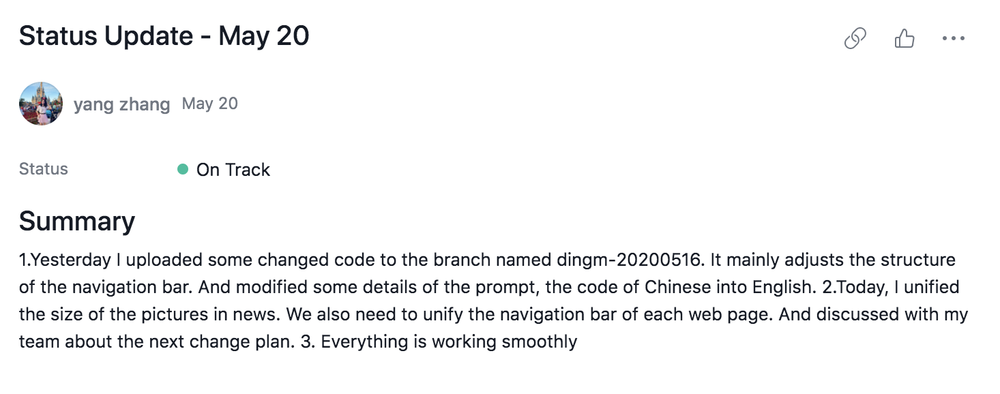 Status Update - May 20
yang zhang May 20
Status On Track
Summary
1.Yesterday I uploaded some changed code to the branch named dingm-20200516. It mainly adjusts the structure
of the navigation bar. And modified some details of the prompt, the code of Chinese into English. 2.Today, I unified
the size of the pictures in news. We also need to unify the navigation bar of each web page. And discussed with my
team about the next change plan. 3. Everything is working smoothly